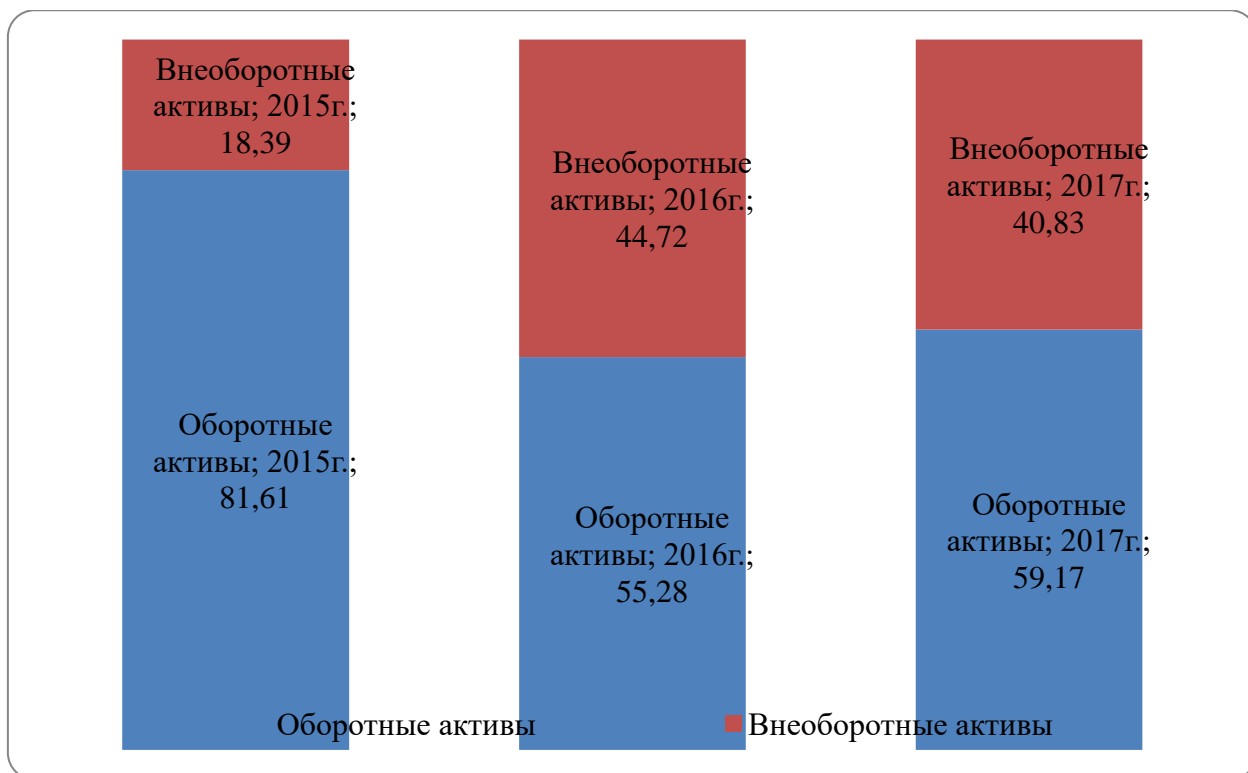 Внеоборотные
активы; 2015г.;
18,39
Внеоборотные
активы; 2016г.;
44,72
Внеоборотные
активы; 2017г.;
40,83
Оборотные
активы; 2015г.;
81,61
Оборотные
активы; 2016г.;
55,28
Оборотные
активы; 2017г.;
59,17
Оборотные активы
Внеоборотные активы